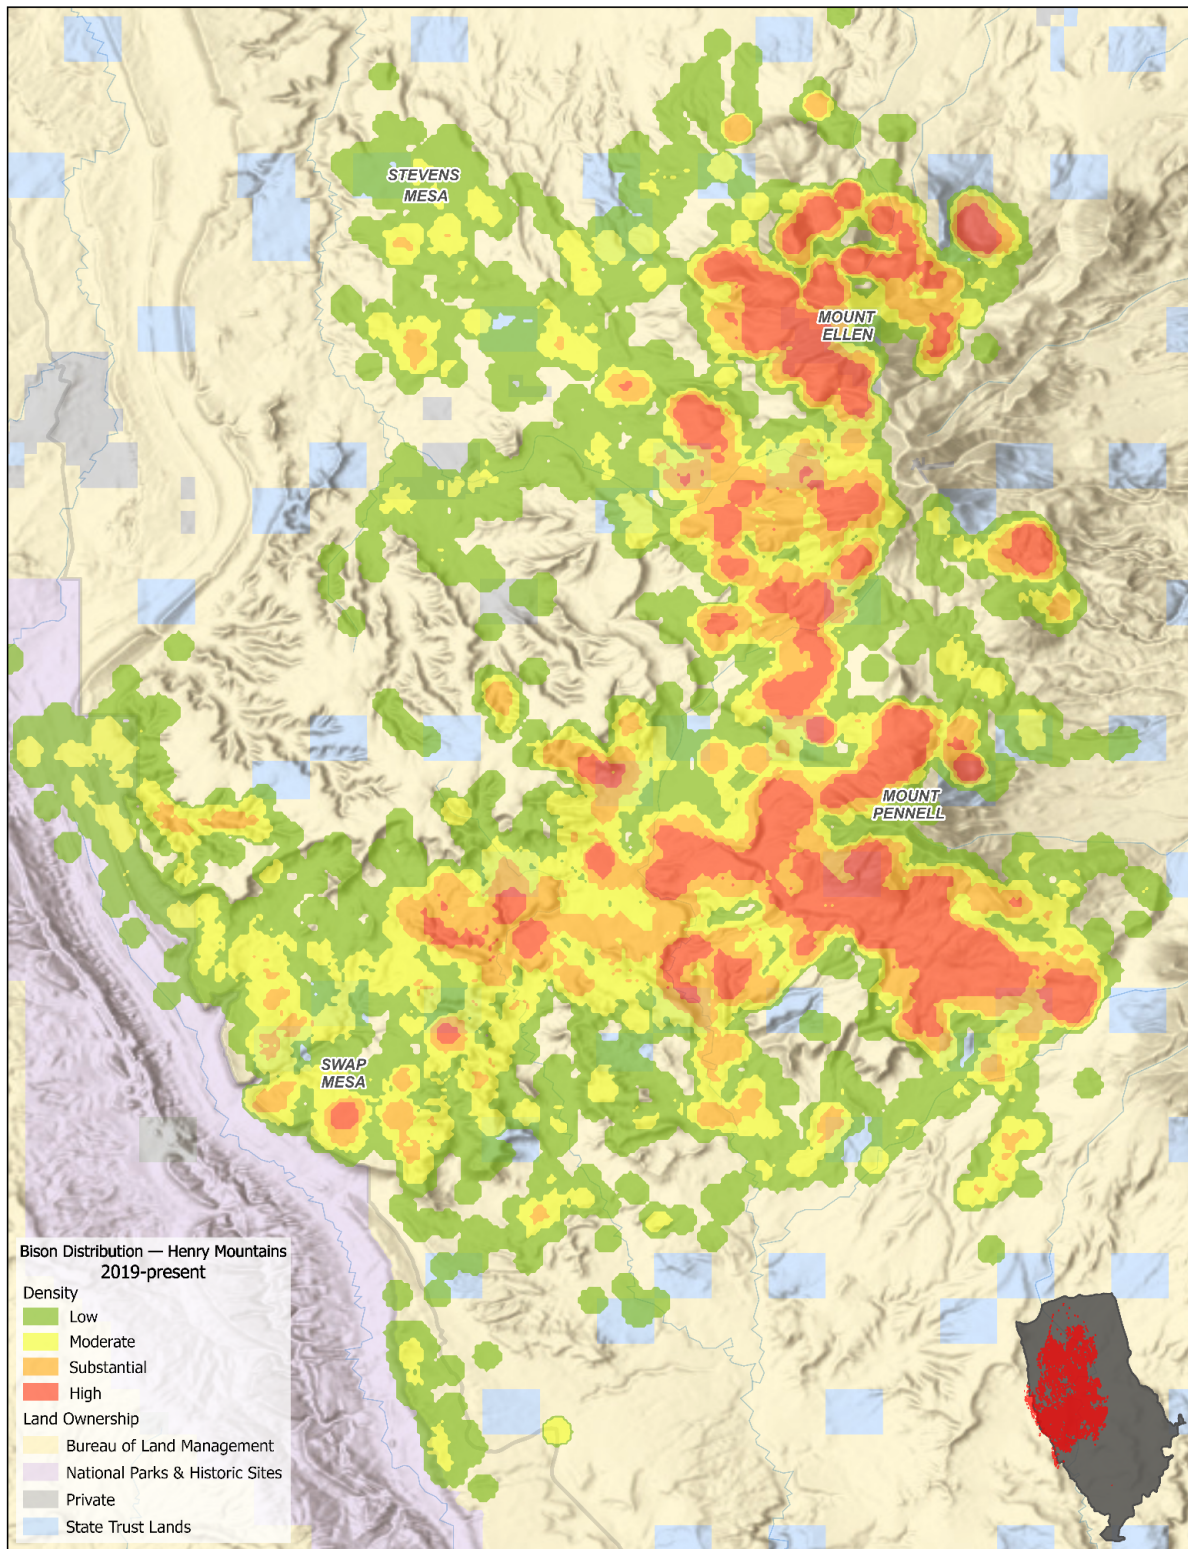 STEVENS
MESA
MOUNT
ELLEN
MOUNT
PENNELL
SWAP
MESA
Bison Distribution — Henry Mountains
2019-present
Density
Low
Moderate
Substantial
High
Land Ownership
Bureau of Land Management
National Parks & Historic Sites
Private
State Trust Lands